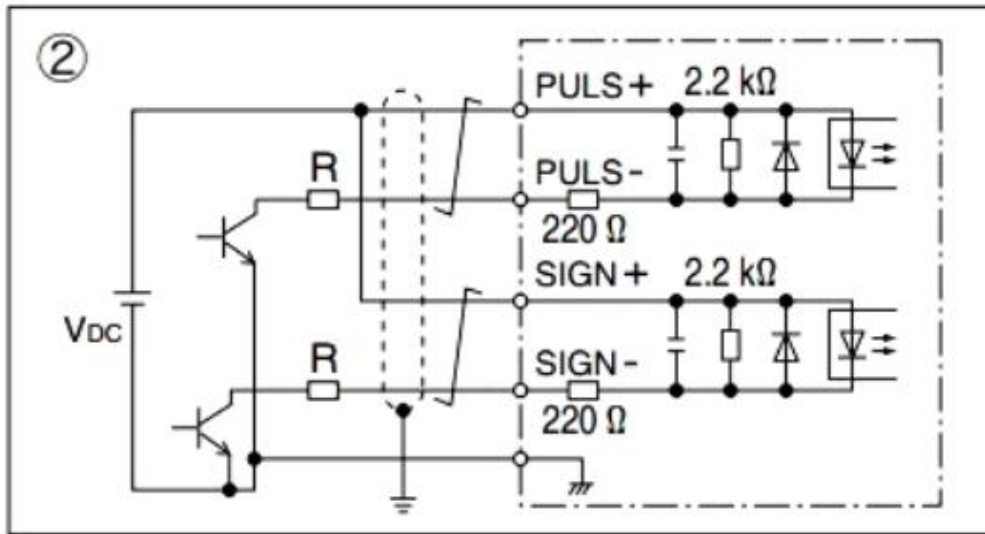 ②
PULS+ 2.2 kΩ
R
PULS-
220 Ω
SIGN+ 2.2 kΩ
VDC
R
SIGN-
220 Ω